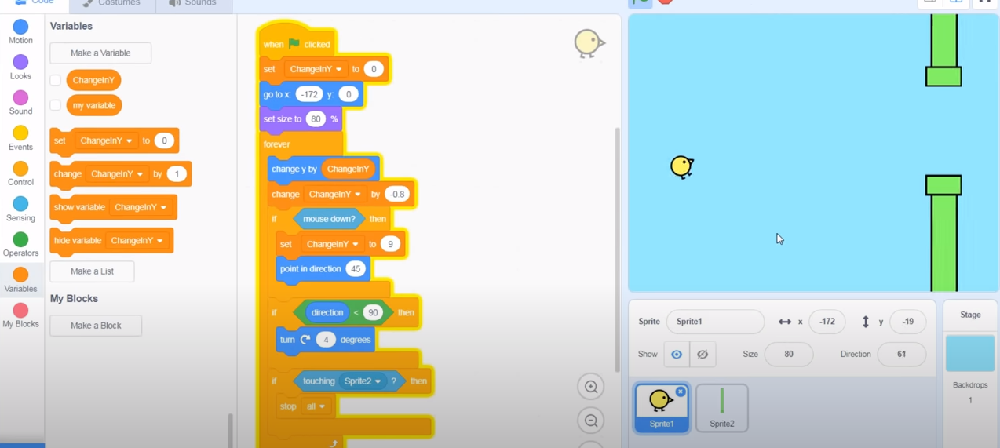 Code
Costumes
Sounds
Motion
Looks
Sound
Events
Control
Sensing
Operators
Variables
My Blocks
Variables
Make a Variable
ChangeInY
my variable
set ChangeInY to 0
change ChangeInY by 1
show variable ChangeInY
hide variable ChangeInY
Make a List
My Blocks
Make a Block
when clicked
set ChangeInY to 0
go to x: -172 y: 0
set size to 80 %
forever
change y by ChangeInY
change ChangeInY by -0.8
if mouse down? then
set ChangeInY to 9
point in direction 45
if direction < 90 then
turn 4 degrees
if touching Sprite2 ? then
stop all
Sprite Sprite1 x -172 y -19
Show Size 80 Direction 61
Sprite1
Sprite2
Stage
Backdrops
1